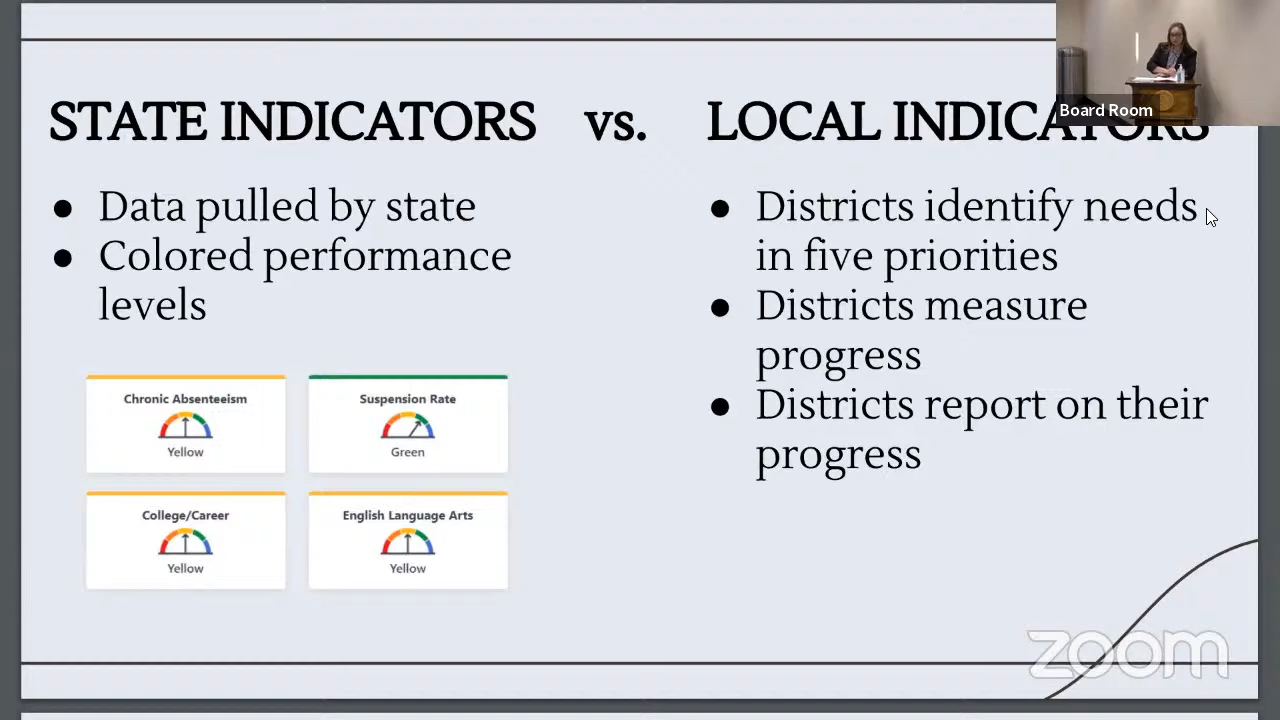 Board Room
STATE INDICATORS vs. LOCAL INDICATORS
● Data pulled by state
● Colored performance
levels
Chronic Absenteeism
Yellow
Suspension Rate
Green
College/Career
Yellow
English Language Arts
Yellow
● Districts identify needs
in five priorities
● Districts measure
progress
● Districts report on their
progress
zoom